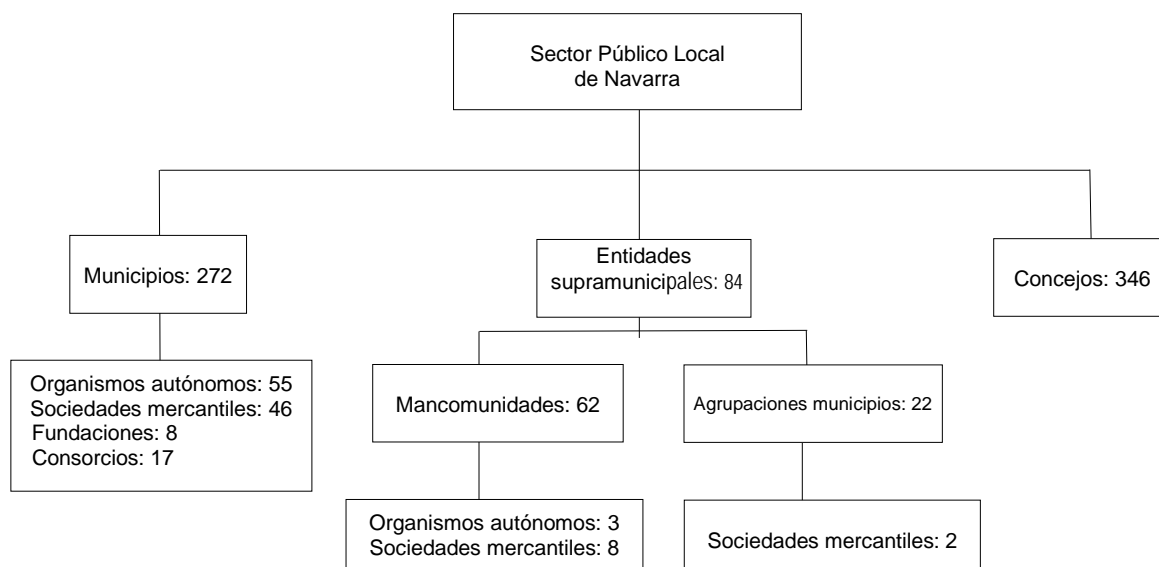 Sector Público Local
de Navarra
Municipios: 272
Entidades
supramunicipales: 84
Concejos: 346
Organismos autónomos: 55
Sociedades mercantiles: 46
Fundaciones: 8
Consorcios: 17
Mancomunidades: 62
Agrupaciones municipios: 22
Organismos autónomos: 3
Sociedades mercantiles: 8
Sociedades mercantiles: 2